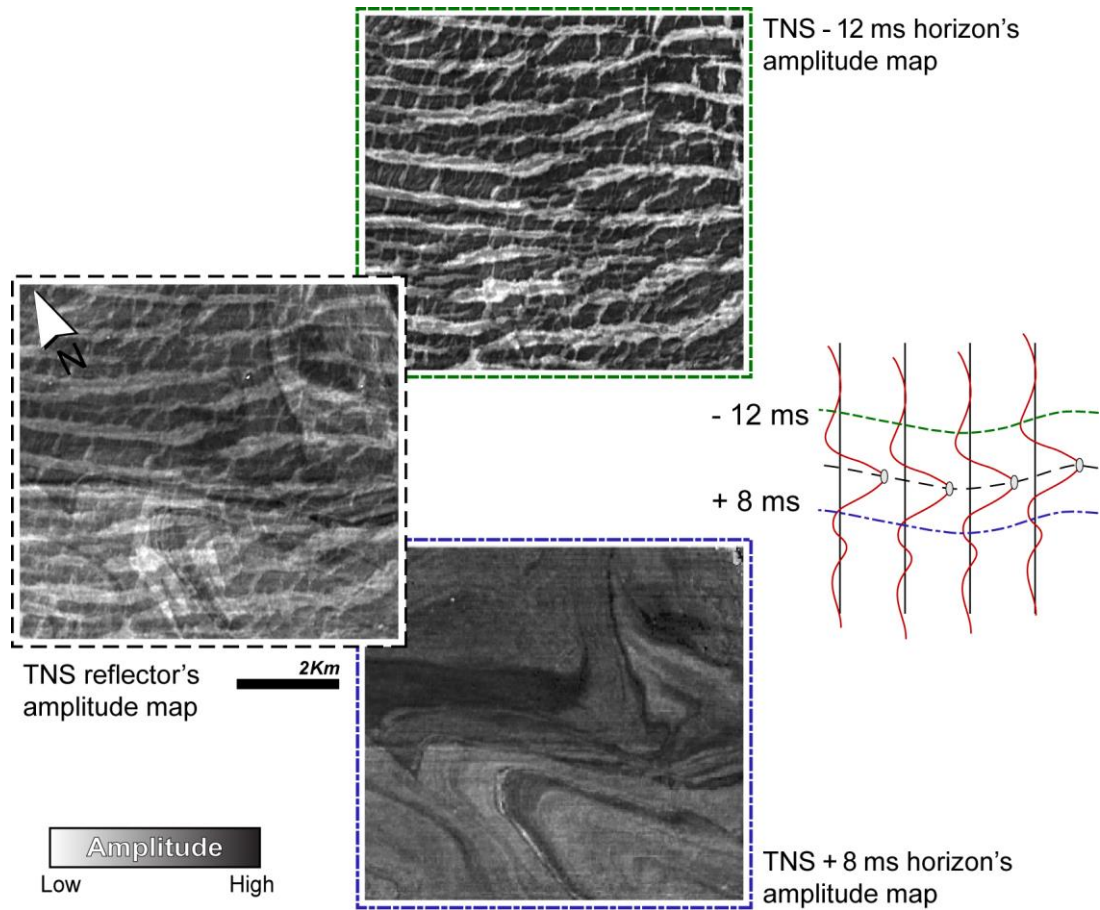 TNS - 12 ms horizon's
amplitude map
N
- 12 ms
+ 8 ms
TNS reflector's
amplitude map
2Km
Amplitude
Low
High
TNS + 8 ms horizon's
amplitude map